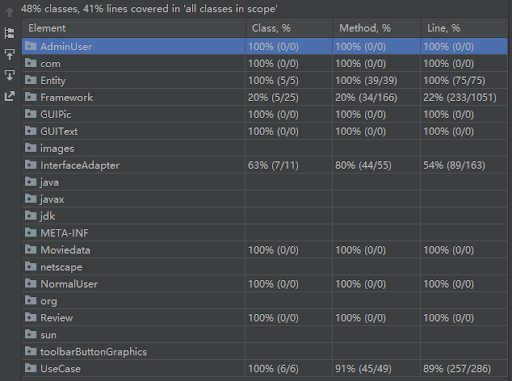 48% classes, 41% lines covered in 'all classes in scope'
Element Class, % Method, % Line, %
AdminUser 100% (0/0) 100% (0/0) 100% (0/0)
com 100% (0/0) 100% (0/0) 100% (0/0)
Entity 100% (5/5) 100% (39/39) 100% (75/75)
Framework 20% (5/25) 20% (34/166) 22% (233/1051)
GUIPic 100% (0/0) 100% (0/0) 100% (0/0)
GUIText 100% (0/0) 100% (0/0) 100% (0/0)
images
InterfaceAdapter 63% (7/11) 80% (44/55) 54% (89/163)
java
javax
jdk
META-INF
Moviedata 100% (0/0) 100% (0/0) 100% (0/0)
netscape
NormalUser 100% (0/0) 100% (0/0) 100% (0/0)
org
Review 100% (0/0) 100% (0/0) 100% (0/0)
sun
toolbarButtonGraphics
UseCase 100% (6/6) 91% (45/49) 89% (257/286)